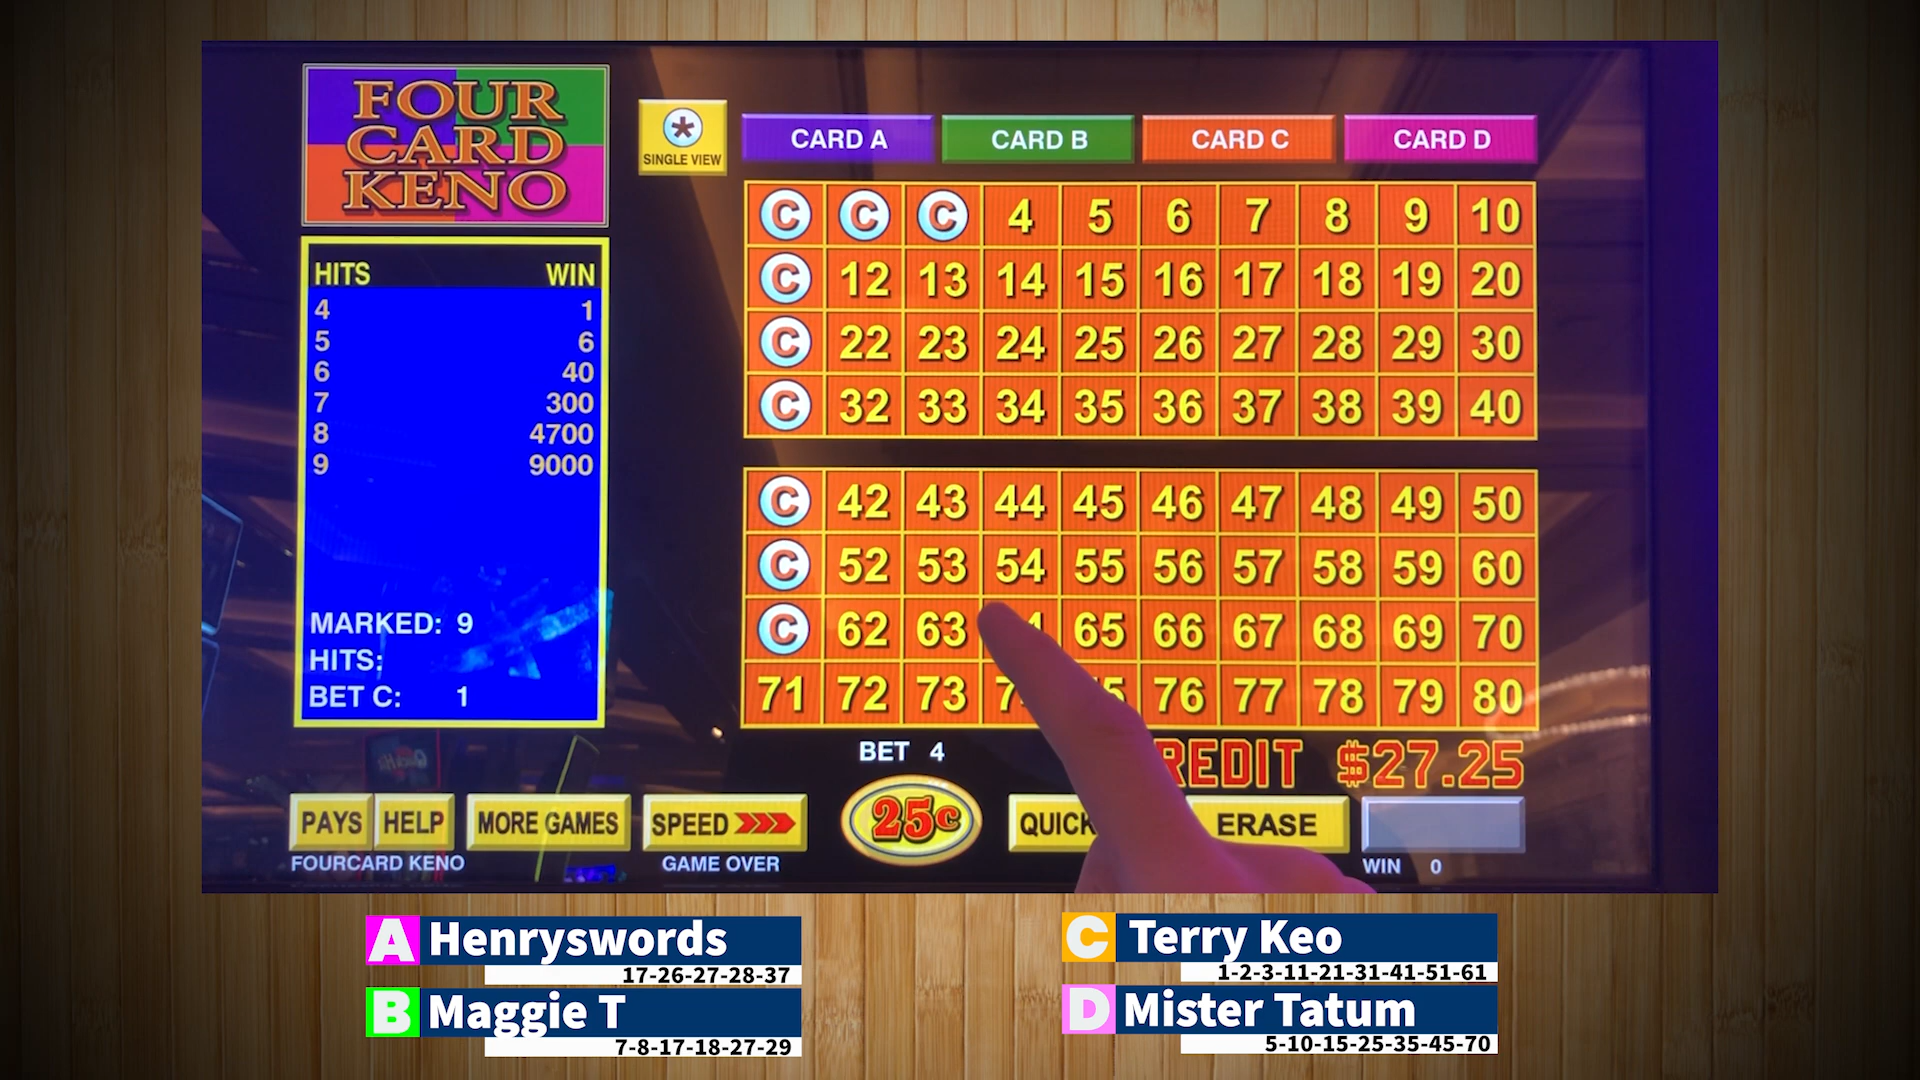 FOUR
CARD
KENO
*
SINGLE VIEW
CARD A CARD B CARD C CARD D
HITS WIN
4 1
5 6
6 40
7 300
8 4700
9 9000
MARKED: 9
HITS:
BET C: 1
C C C 4 5 6 7 8 9 10
C 12 13 14 15 16 17 18 19 20
C 22 23 24 25 26 27 28 29 30
C 32 33 34 35 36 37 38 39 40
C 42 43 44 45 46 47 48 49 50
C 52 53 54 55 56 57 58 59 60
C 62 63 65 66 67 68 69 70
71 72 73 76 77 78 79 80
BET 4
$27.25
PAYS HELP MORE GAMES SPEED 25¢ QUICK ERASE
FOURCARD KENO GAME OVER WIN 0
A Henryswords
17-26-27-28-37
B Maggie T
7-8-17-18-27-29
C Terry Keo
1-2-3-11-21-31-41-51-61
D Mister Tatum
5-10-15-25-35-45-70